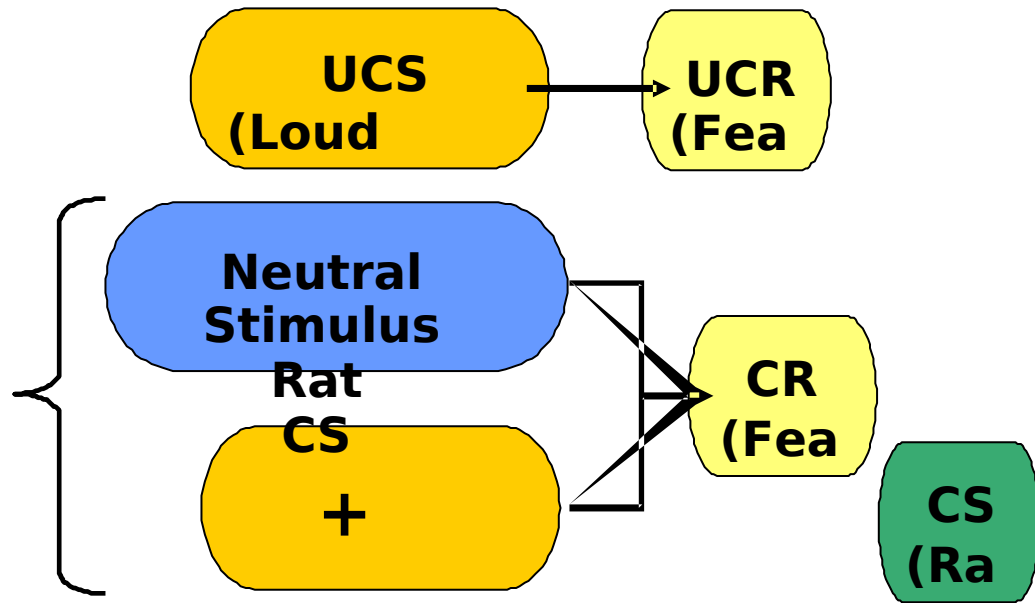 UCS
(Loud
UCR
(Fea
Neutral
Stimulus
Rat
CS
+
CR
(Fea
CS
(Ra